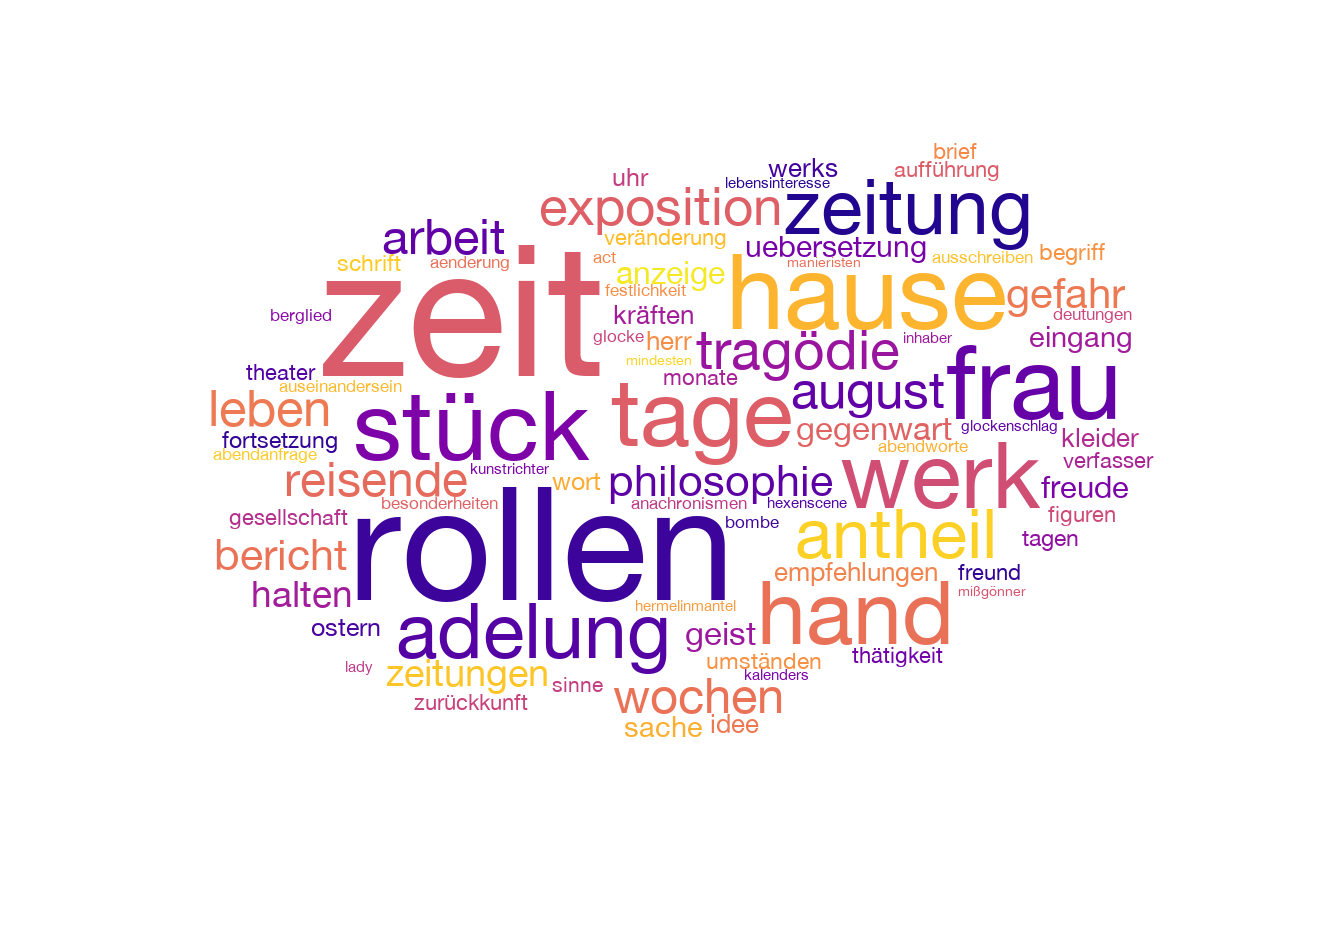 brief
werks
aufführung
uhr
lebensinteresse
exposition
zeitung
arbeit
veränderung
uebersetzung
begriff
schrift
aenderung
act
anzeige
manieristen
ausschreiben
zeit
hause
gefahr
festlichkeit
berglied
kräften
deutungen
glocke
herr
tragödie
inhaber
eingang
mindesten
theater
monate
auseinandersein
august
frau
leben
stück
tage
gegenwart
glockenschlag
fortsetzung
kleider
abendanfrage
abendworte
kunstrichter
verfasser
reisende
wort
philosophie
werk
freude
besonderheiten
anachronismen
hexenscene
gesellschaft
rollen
bombe
figuren
antheil
tagen
bericht
empfehlungen
freund
halten
mißgönner
hermelinmantel
hand
ostern
adelung
geist
thätigkeit
lady
zeitungen
umständen
sinne
kalenders
zurückkunft
wochen
sache
idee